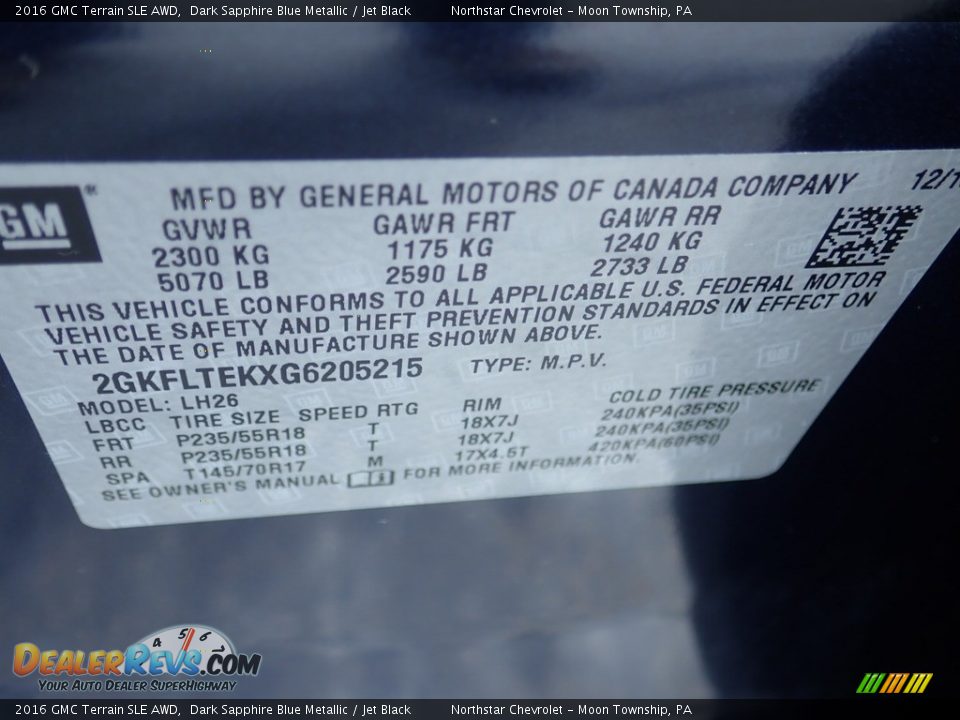 2016 GMC Terrain SLE AWD, Dark Sapphire Blue Metallic / Jet Black Northstar Chevrolet – Moon Township, PA
GM ®
MFD BY GENERAL MOTORS OF CANADA COMPANY
GVWR GAWR FRT GAWR RR
2300 KG 1175 KG 1240 KG
5070 LB 2590 LB 2733 LB
THIS VEHICLE CONFORMS TO ALL APPLICABLE U.S. FEDERAL MOTOR
VEHICLE SAFETY AND THEFT PREVENTION STANDARDS IN EFFECT ON
THE DATE OF MANUFACTURE SHOWN ABOVE.
2GKFLTEKXG6205215 TYPE: M.P.V.
MODEL: LH26
LBCC TIRE SIZE SPEED RTG RIM COLD TIRE PRESSURE
FRT P235/55R18 T 18X7J 240KPA(35PSI)
RR P235/55R18 T 18X7J 240KPA(35PSI)
SPA T145/70R17 M 17X4.5T 420KPA(60PSI)
SEE OWNER'S MANUAL FOR MORE INFORMATION.
4 5 6 7
DEALERREVS.COM
YOUR AUTO DEALER SUPERHIGHWAY
2016 GMC Terrain SLE AWD, Dark Sapphire Blue Metallic / Jet Black Northstar Chevrolet – Moon Township, PA